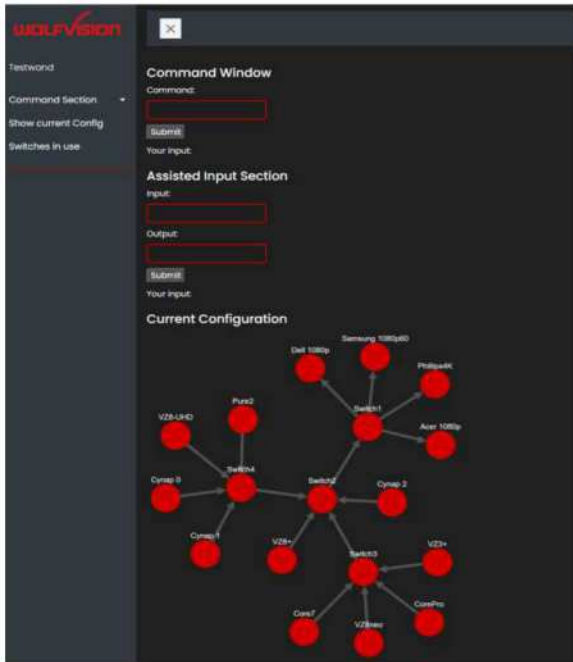 WOLFVISION
Testwand
Command Section
Show current Config
Switches in use
Command Window
Command:
Submit
Your input:
Assisted Input Section
Input:
Output:
Submit
Your input:
Current Configuration
Samsung 1080p60
Dell 1080p
Philips4K
Switch1
Pure2
Acer 1080p
VZ8-UHD
Switch4
Cynap 0
Switch2
Cynap 2
Cynap 1
VZ8+
VZ3+
Switch3
Core7
CorePro
VZ8neo